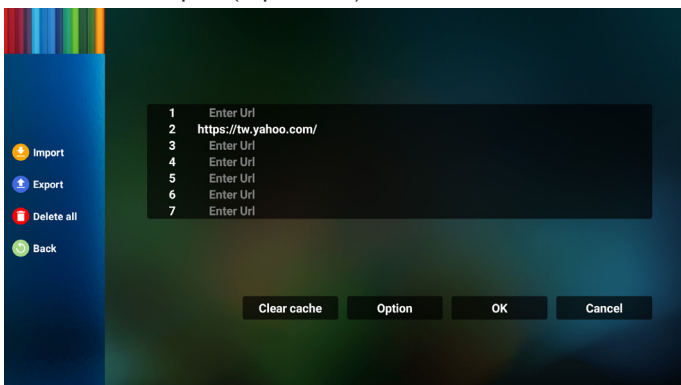 Import
Export
Delete all
Back
1 Enter Url
2 https://tw.yahoo.com/
3 Enter Url
4 Enter Url
5 Enter Url
6 Enter Url
7 Enter Url
Clear cache Option OK Cancel